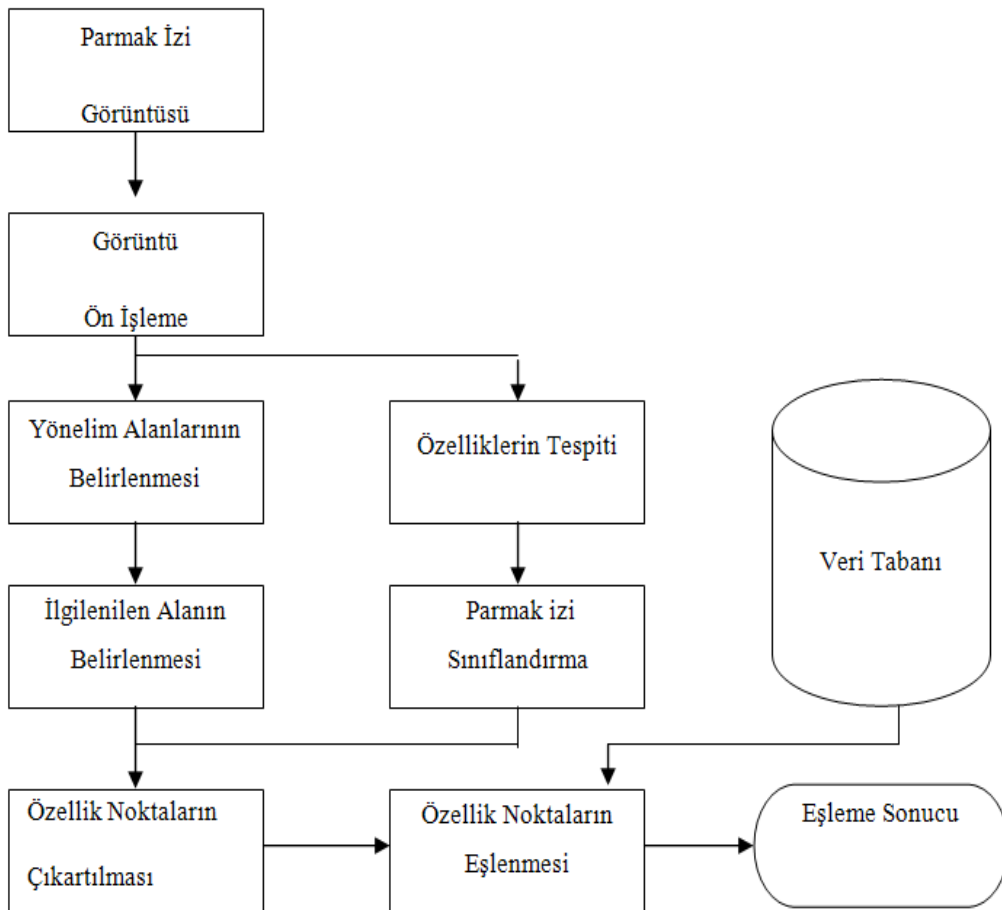 Parmak İzi
Görüntüsü
Görüntü
Ön İşleme
Yönelim Alanlarının
Belirlenmesi
Özelliklerin Tespiti
Veri Tabanı
İlgilenilen Alanın
Belirlenmesi
Parmak izi
Sınıflandırma
Özellik Noktaların
Çıkartılması
Özellik Noktaların
Eşlenmesi
Eşleme Sonucu